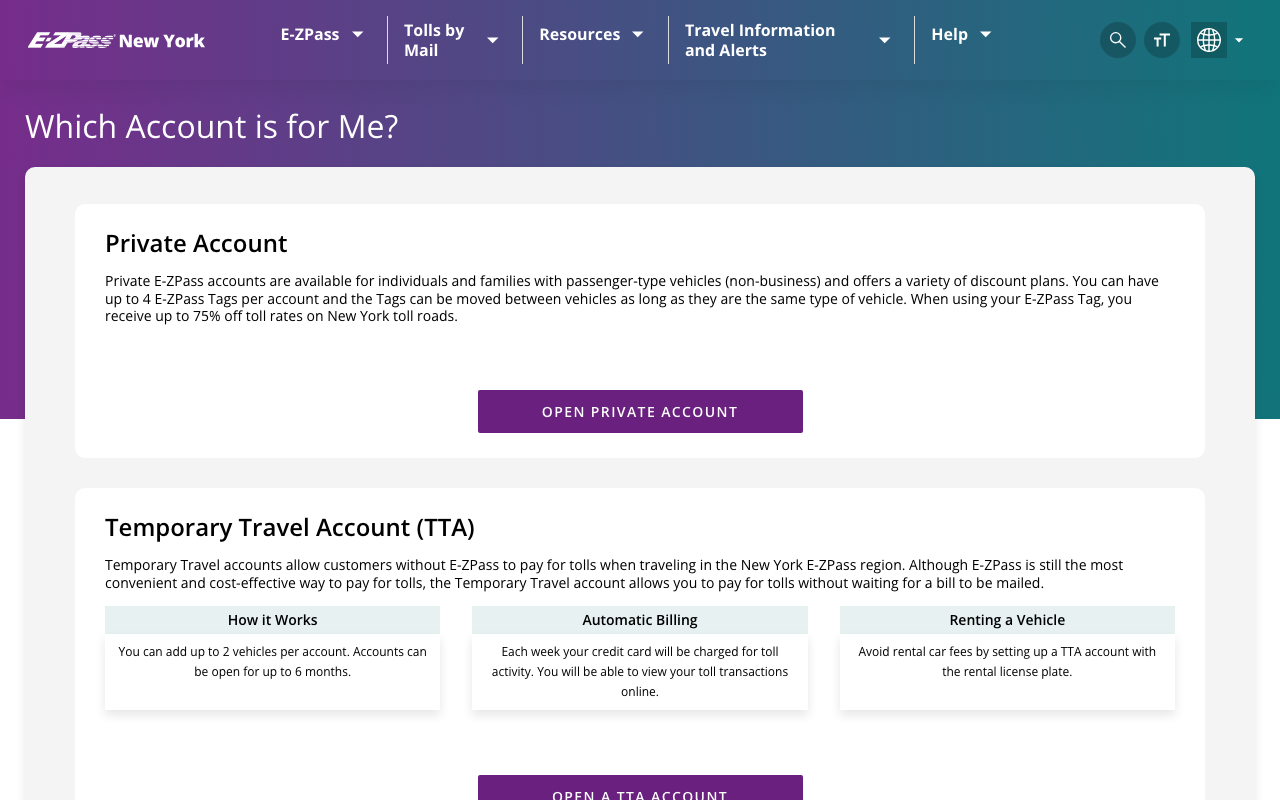 E-ZPass New York
E-ZPass
Tolls by
Mail
Resources
Travel Information
and Alerts
Help
Which Account is for Me?
Private Account
Private E-ZPass accounts are available for individuals and families with passenger-type vehicles (non-business) and offers a variety of discount plans. You can have
up to 4 E-ZPass Tags per account and the Tags can be moved between vehicles as long as they are the same type of vehicle. When using your E-ZPass Tag, you
receive up to 75% off toll rates on New York toll roads.
OPEN PRIVATE ACCOUNT
Temporary Travel Account (TTA)
Temporary Travel accounts allow customers without E-ZPass to pay for tolls when traveling in the New York E-ZPass region. Although E-ZPass is still the most
convenient and cost-effective way to pay for tolls, the Temporary Travel account allows you to pay for tolls without waiting for a bill to be mailed.
How it Works
You can add up to 2 vehicles per account. Accounts can
be open for up to 6 months.
Automatic Billing
Each week your credit card will be charged for toll
activity. You will be able to view your toll transactions
online.
Renting a Vehicle
Avoid rental car fees by setting up a TTA account with
the rental license plate.
OPEN A TTA ACCOUNT